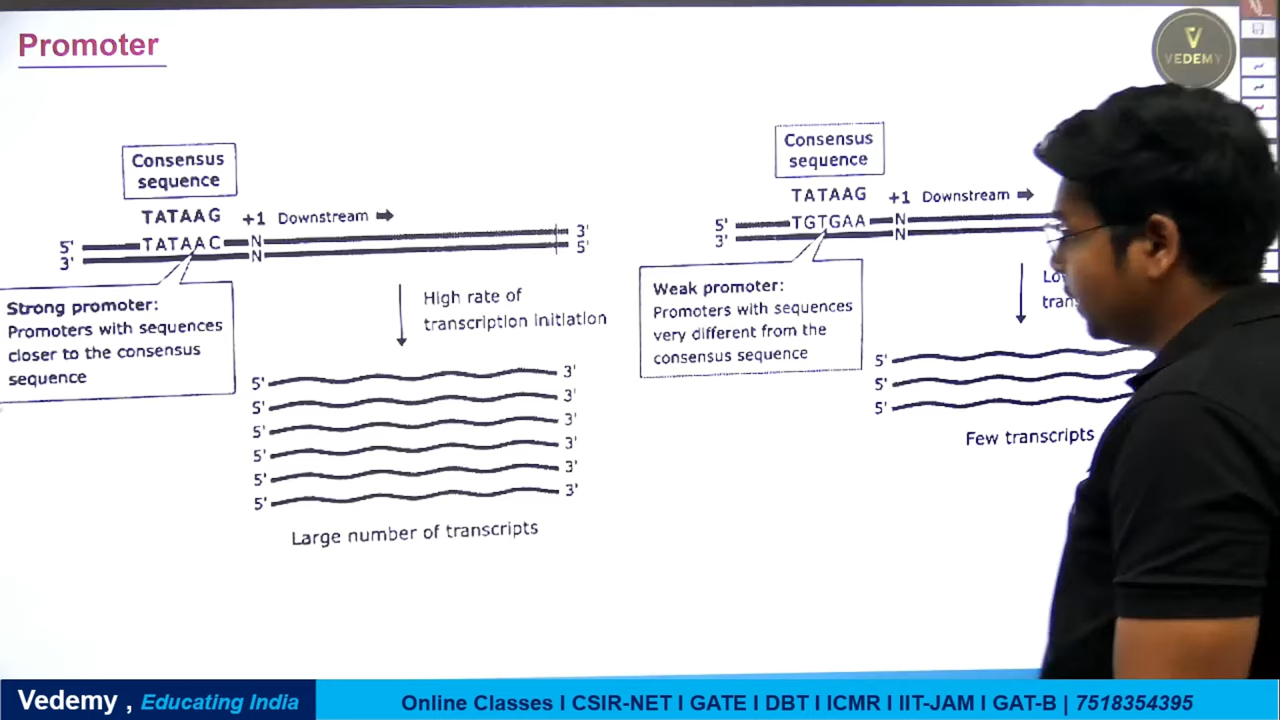 Promoter
VEDEMY
Consensus
sequence
TATAAG
+1 Downstream
5' TATAAC N 3'
3' N 5'
Strong promoter:
Promoters with sequences
closer to the consensus
sequence
High rate of
transcription initiation
5' 3'
5' 3'
5' 3'
5' 3'
5' 3'
5' 3'
Large number of transcripts
Consensus
sequence
TATAAG
+1 Downstream
5' TGTGAA N
3' N
Weak promoter:
Promoters with sequences
very different from the
consensus sequence
5'
5'
5'
Few transcripts
Vedemy , Educating India
Online Classes I CSIR-NET I GATE I DBT I ICMR I IIT-JAM I GAT-B | 7518354395